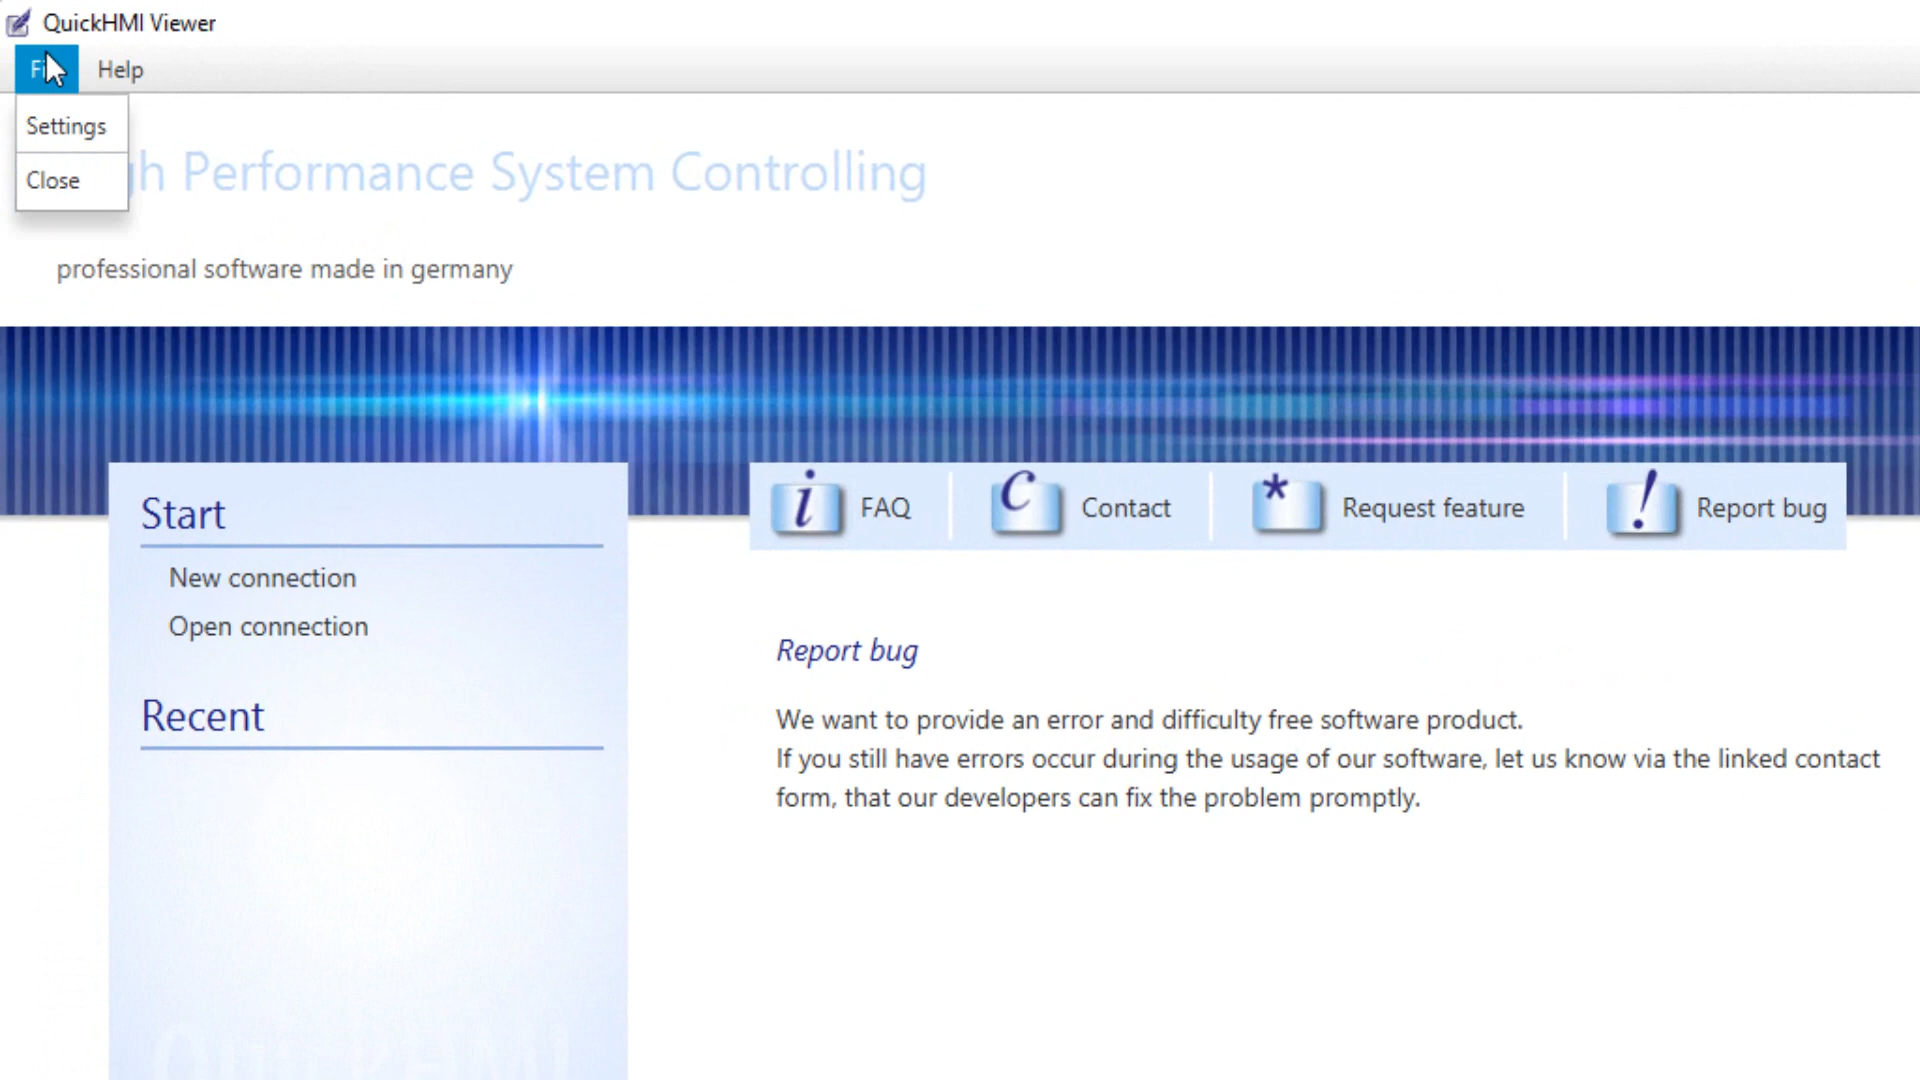 QuickHMI Viewer
Help
Settings
Close
Performance System Controlling
professional software made in germany
Start
New connection
Open connection
Recent
FAQ
Contact
Request feature
Report bug
Report bug
We want to provide an error and difficulty free software product.
If you still have errors occur during the usage of our software, let us know via the linked contact
form, that our developers can fix the problem promptly.